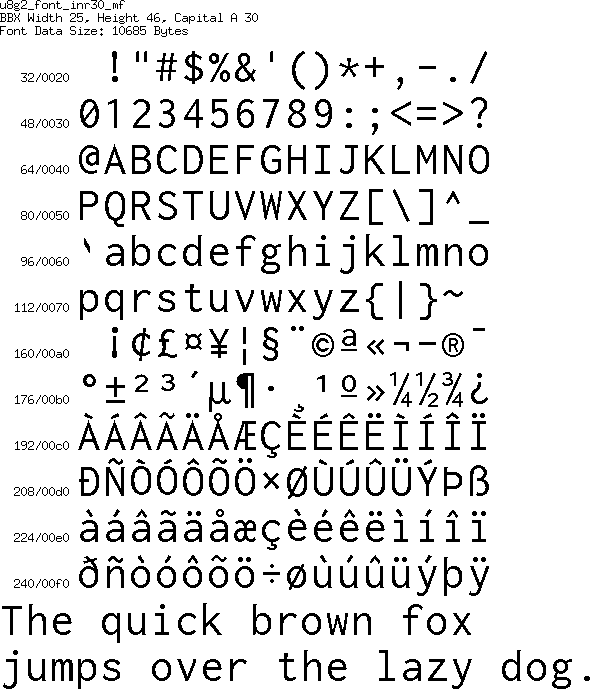 u8g2_font_inr30_mf
BBX Width 25, Height 46, Capital A 30
Font Data Size: 10685 Bytes
32/0020 !"#$%&'()*+,-./
48/0030 0123456789:;<=>?
64/0040 @ABCDEFGHIJKLMNO
80/0050 PQRSTUVWXYZ[\]^_
96/0060 `abcdefghijklmno
112/0070 pqrstuvwxyz{|}~
160/00a0 ¡¢£¤¥¦§¨©ª«¬-®¯
176/00b0 °±²³´µ¶·¸¹º»¼½¾¿
192/00c0 ÀÁÂÃÄÅÆÇÈÉÊËÌÍÎÏ
208/00d0 ÐÑÒÓÔÕÖ×ØÙÚÛÜÝÞß
224/00e0 àáâãäåæçèéêëìíîï
240/00f0 ðñòóôõö÷øùúûüýþÿ
The quick brown fox
jumps over the lazy dog.